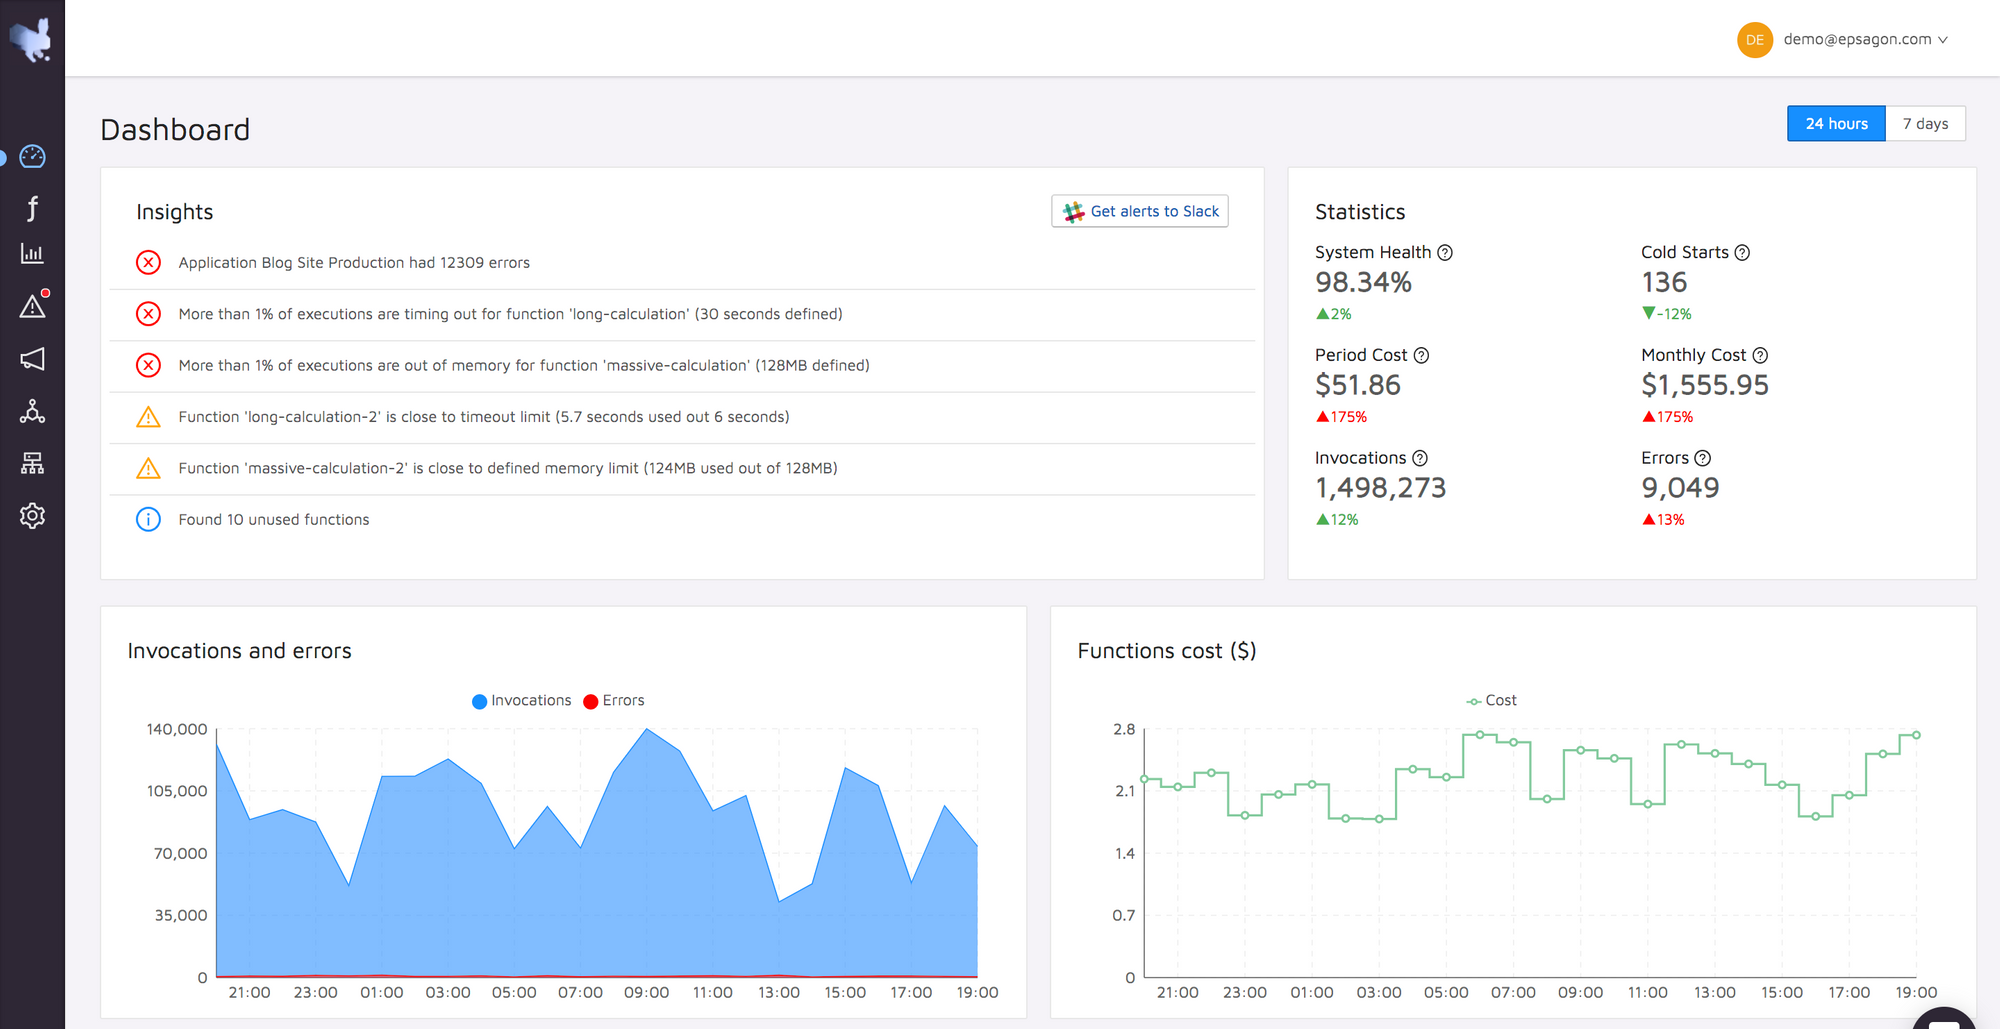 DE demo@epsagon.com
Dashboard
24 hours 7 days
Insights
Get alerts to Slack
Application Blog Site Production had 12309 errors
More than 1% of executions are timing out for function 'long-calculation' (30 seconds defined)
More than 1% of executions are out of memory for function 'massive-calculation' (128MB defined)
Function 'long-calculation-2' is close to timeout limit (5.7 seconds used out 6 seconds)
Function 'massive-calculation-2' is close to defined memory limit (124MB used out of 128MB)
Found 10 unused functions
Statistics
System Health
98.34%
▲2%
Cold Starts
136
▼-12%
Period Cost
$51.86
▲175%
Monthly Cost
$1,555.95
▲175%
Invocations
1,498,273
▲12%
Errors
9,049
▲13%
Invocations and errors
Invocations Errors
140,000
105,000
70,000
35,000
0
21:00 23:00 01:00 03:00 05:00 07:00 09:00 11:00 13:00 15:00 17:00 19:00
Functions cost ($)
Cost
2.8
2.1
1.4
0.7
0
21:00 23:00 01:00 03:00 05:00 07:00 09:00 11:00 13:00 15:00 17:00 19:00